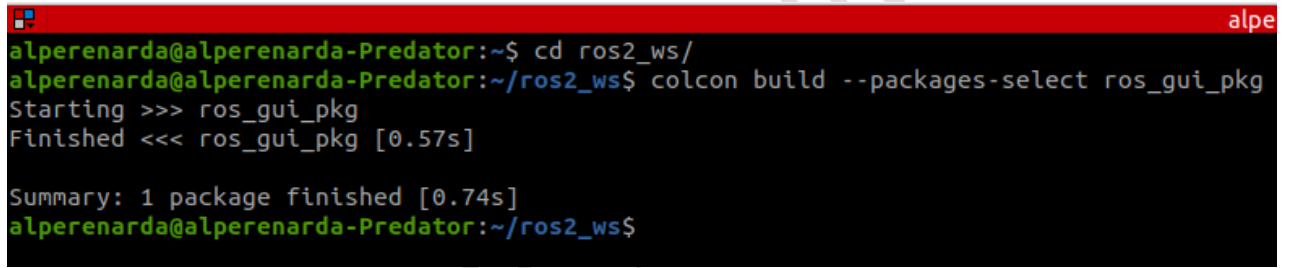 alpe
alperenarda@alperenarda-Predator:~$ cd ros2_ws/
alperenarda@alperenarda-Predator:~/ros2_ws$ colcon build --packages-select ros_gui_pkg
Starting >>> ros_gui_pkg
Finished <<< ros_gui_pkg [0.57s]
Summary: 1 package finished [0.74s]
alperenarda@alperenarda-Predator:~/ros2_ws$